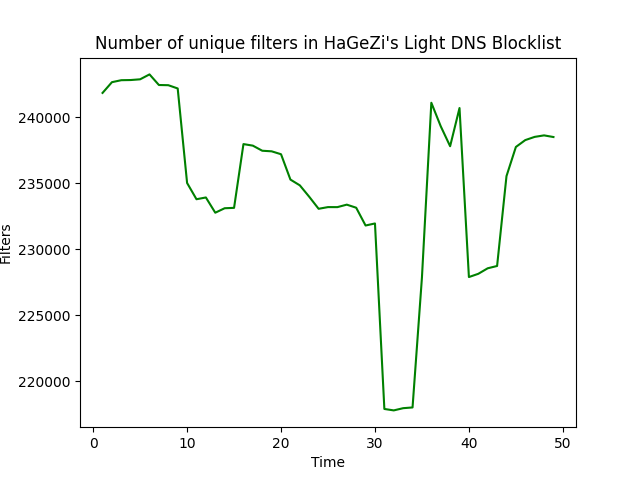 Number of unique filters in HaGeZi's Light DNS Blocklist
240000
235000
230000
225000
220000
Filters
0 10 20 30 40 50
Time